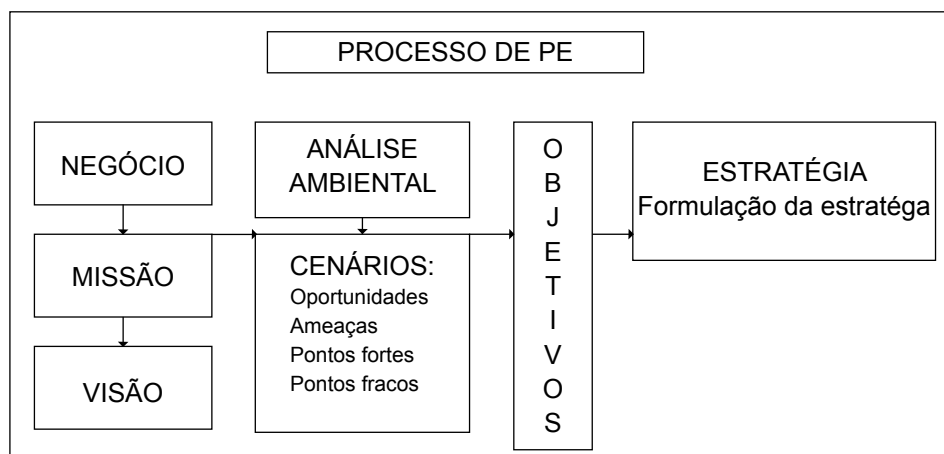 PROCESSO DE PE
NEGÓCIO
MISSÃO
VISÃO
ANÁLISE
AMBIENTAL
CENÁRIOS:
Oportunidades
Ameaças
Pontos fortes
Pontos fracos
O
B
J
E
T
I
V
O
S
ESTRATÉGIA
Formulação da estratéga